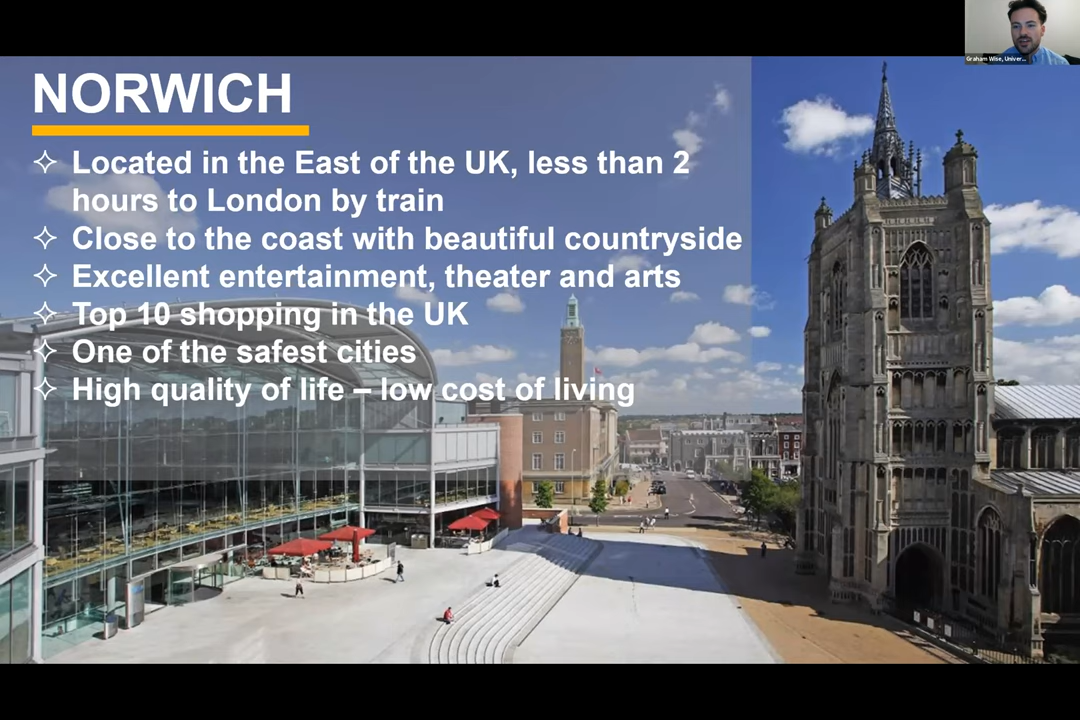 Graham Wise, Univer...
NORWICH
✧ Located in the East of the UK, less than 2
hours to London by train
✧ Close to the coast with beautiful countryside
✧ Excellent entertainment, theater and arts
✧ Top 10 shopping in the UK
✧ One of the safest cities
✧ High quality of life – low cost of living